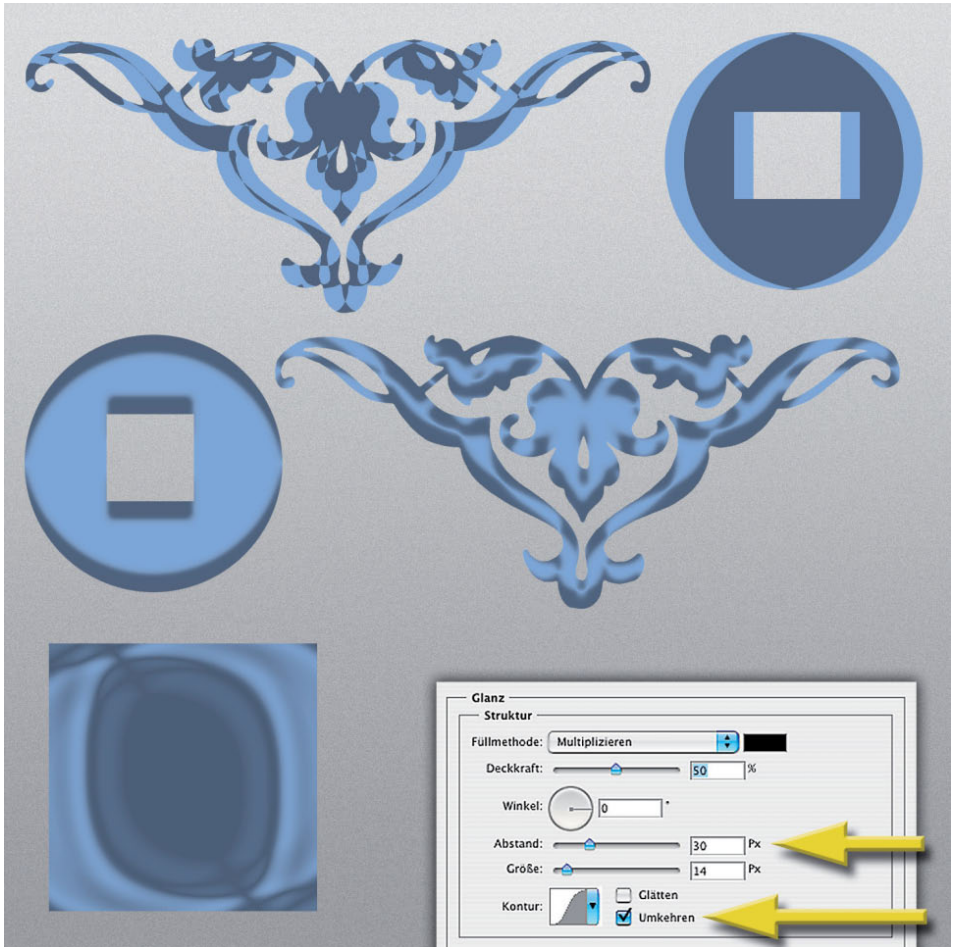 Glanz
Struktur
Füllmethode: Multiplizieren
Deckkraft: 50 %
Winkel: 0 °
Abstand: 30 Px
Größe: 14 Px
Kontur: Glätten
Umkehren